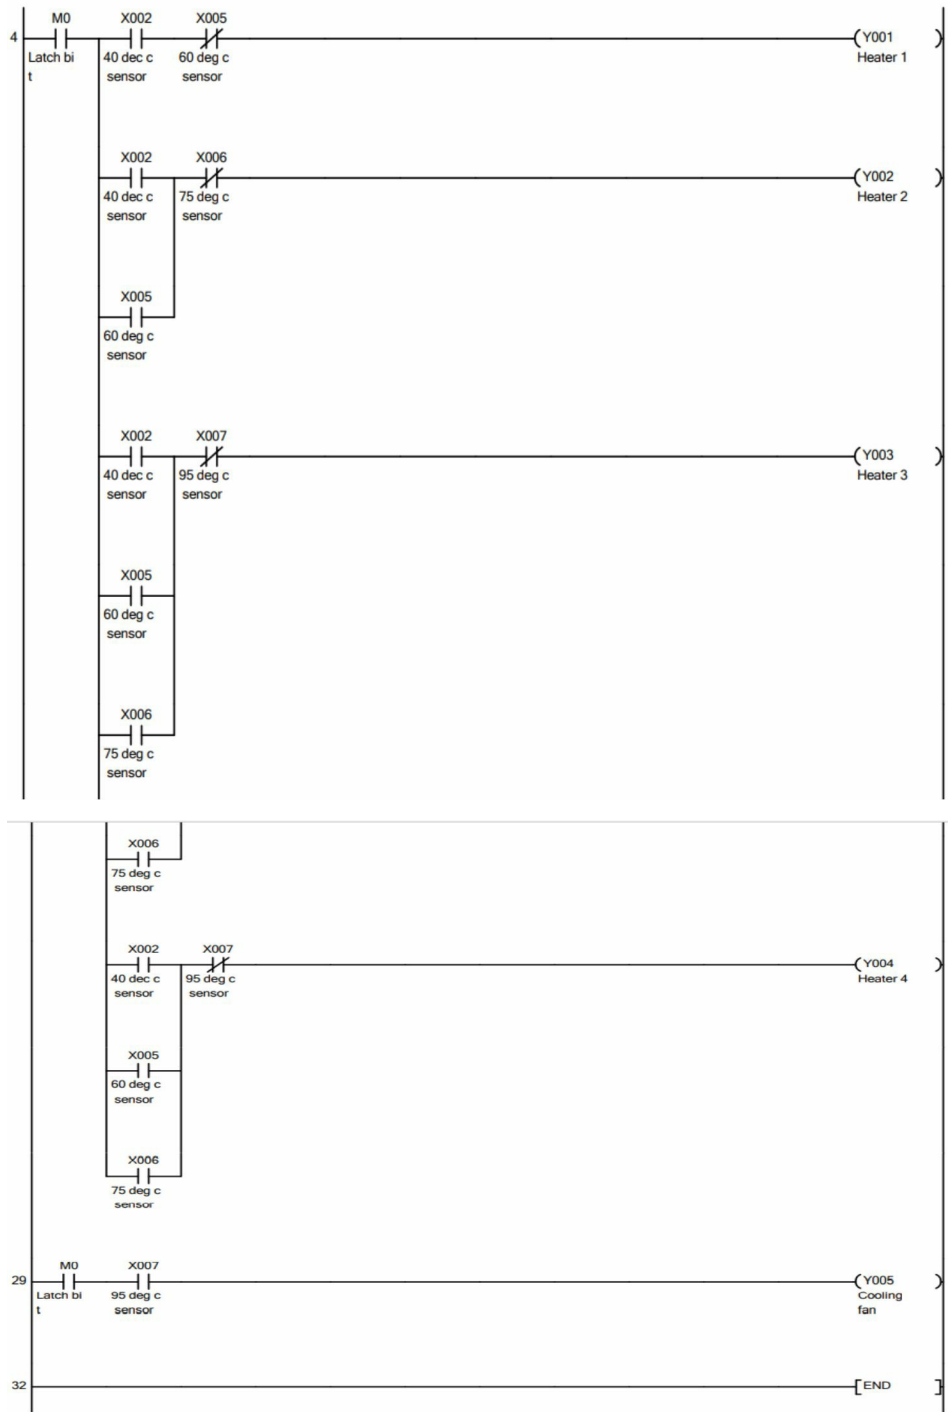 M0 X002 X005
4 Y001
Latch bi 40 dec c 60 deg c Heater 1
t sensor sensor
X002 X006
Y002
40 dec c 75 deg c Heater 2
sensor sensor
X005
60 deg c
sensor
X002 X007
Y003
40 dec c 95 deg c Heater 3
sensor sensor
X005
60 deg c
sensor
X006
75 deg c
sensor
X006
75 deg c
sensor
X002 X007
Y004
40 dec c 95 deg c Heater 4
sensor sensor
X005
60 deg c
sensor
X006
75 deg c
sensor
M0 X007
29 Y005
Latch bi 95 deg c Cooling
t sensor fan
32 END